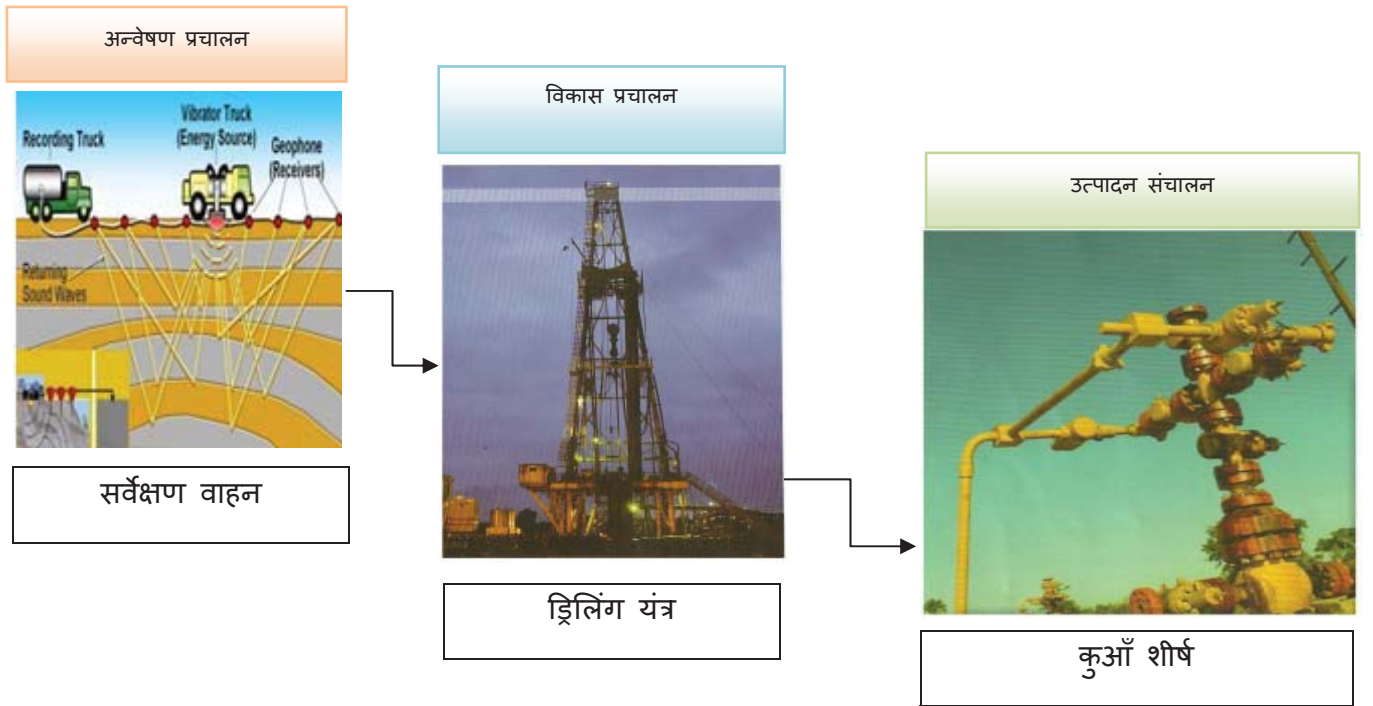 अन्वेषण प्रचालन
Recording Truck
Vibrator Truck
(Energy Source)
Geophone
(Receivers)
Returning
Sound Waves
सर्वेक्षण वाहन
विकास प्रचालन
ड्रिलिंग यंत्र
उत्पादन संचालन
कुआँ शीर्ष